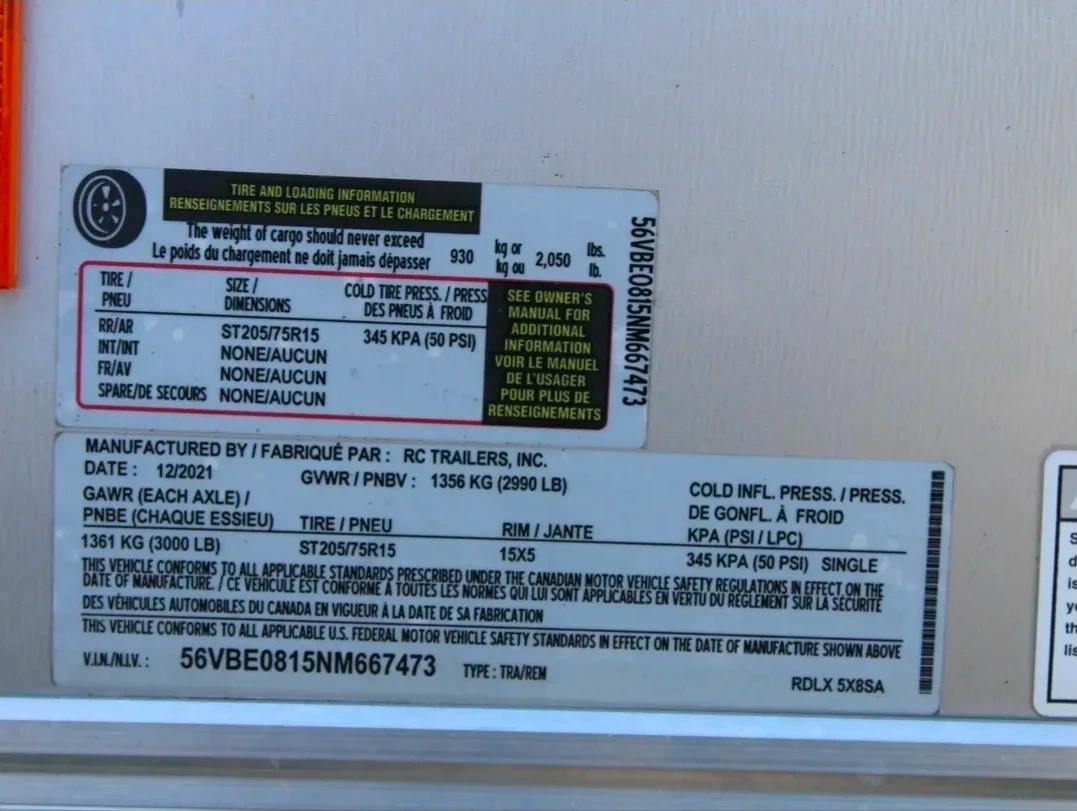 TIRE AND LOADING INFORMATION
RENSEIGNEMENTS SUR LES PNEUS ET LE CHARGEMENT
The weight of cargo should never exceed kg or lbs.
Le poids du chargement ne doit jamais dépasser 930 kg ou 2,050 lb.
TIRE / SIZE / COLD TIRE PRESS. / PRESS
PNEU DIMENSIONS DES PNEUS À FROID
RR/AR ST205/75R15 345 KPA (50 PSI)
INT/INT NONE/AUCUN
FR/AV NONE/AUCUN
SPARE/DE SECOURS NONE/AUCUN
SEE OWNER'S
MANUAL FOR
ADDITIONAL
INFORMATION
VOIR LE MANUEL
DE L'USAGER
POUR PLUS DE
RENSEIGNEMENTS
56VBE0815NM667473
MANUFACTURED BY / FABRIQUÉ PAR : RC TRAILERS, INC.
DATE : 12/2021 GVWR / PNBV : 1356 KG (2990 LB)
GAWR (EACH AXLE) / COLD INFL. PRESS. / PRESS.
DE GONFL. À FROID
PNBE (CHAQUE ESSIEU) TIRE / PNEU RIM / JANTE KPA (PSI / LPC)
1361 KG (3000 LB) ST205/75R15 15X5 345 KPA (50 PSI) SINGLE
THIS VEHICLE CONFORMS TO ALL APPLICABLE STANDARDS PRESCRIBED UNDER THE CANADIAN MOTOR VEHICLE SAFETY REGULATIONS IN EFFECT ON THE
DATE OF MANUFACTURE. / CE VÉHICULE EST CONFORME À TOUTES LES NORMES QUI LUI SONT APPLICABLES EN VERTU DU RÈGLEMENT SUR LA SÉCURITÉ
DES VÉHICULES AUTOMOBILES DU CANADA EN VIGUEUR À LA DATE DE SA FABRICATION
THIS VEHICLE CONFORMS TO ALL APPLICABLE U.S. FEDERAL MOTOR VEHICLE SAFETY STANDARDS IN EFFECT ON THE DATE OF MANUFACTURE SHOWN ABOVE
V.I.N./N.I.V. : 56VBE0815NM667473 TYPE : TRA/REM
RDLX 5X8SA